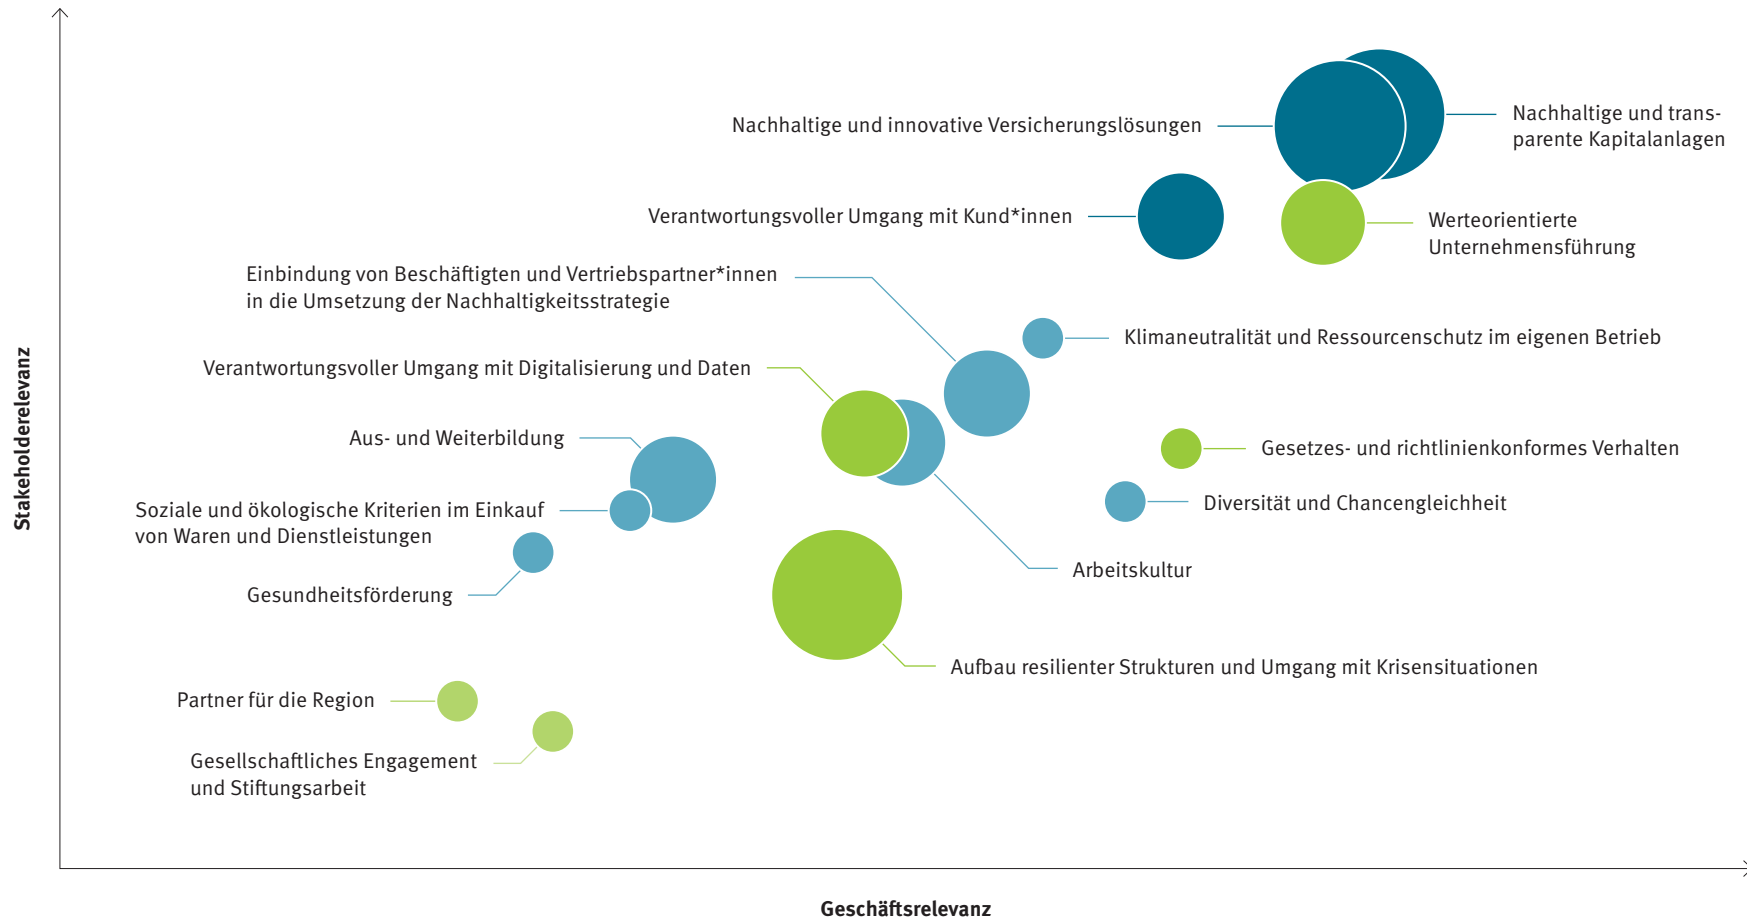 Nachhaltige und innovative Versicherungslösungen
Nachhaltige und trans-
parente Kapitalanlagen
Verantwortungsvoller Umgang mit Kund*innen
Werteorientierte
Unternehmensführung
Einbindung von Beschäftigten und Vertriebspartner*innen
in die Umsetzung der Nachhaltigkeitsstrategie
Klimaneutralität und Ressourcenschutz im eigenen Betrieb
Verantwortungsvoller Umgang mit Digitalisierung und Daten
Aus- und Weiterbildung
Gesetzes- und richtlinienkonformes Verhalten
Soziale und ökologische Kriterien im Einkauf
von Waren und Dienstleistungen
Diversität und Chancengleichheit
Arbeitskultur
Gesundheitsförderung
Aufbau resilienter Strukturen und Umgang mit Krisensituationen
Partner für die Region
Gesellschaftliches Engagement
und Stiftungsarbeit
Stakeholderelevanz
Geschäftsrelevanz